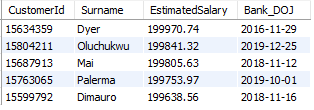 CustomerId Surname EstimatedSalary Bank_DOJ
15634359 Dyer 199970.74 2016-11-29
15804211 Oluchukwu 199841.32 2019-12-25
15687913 Mai 199805.63 2018-11-12
15763065 Palerma 199753.97 2019-10-01
15599792 Dimauro 199638.56 2018-11-16